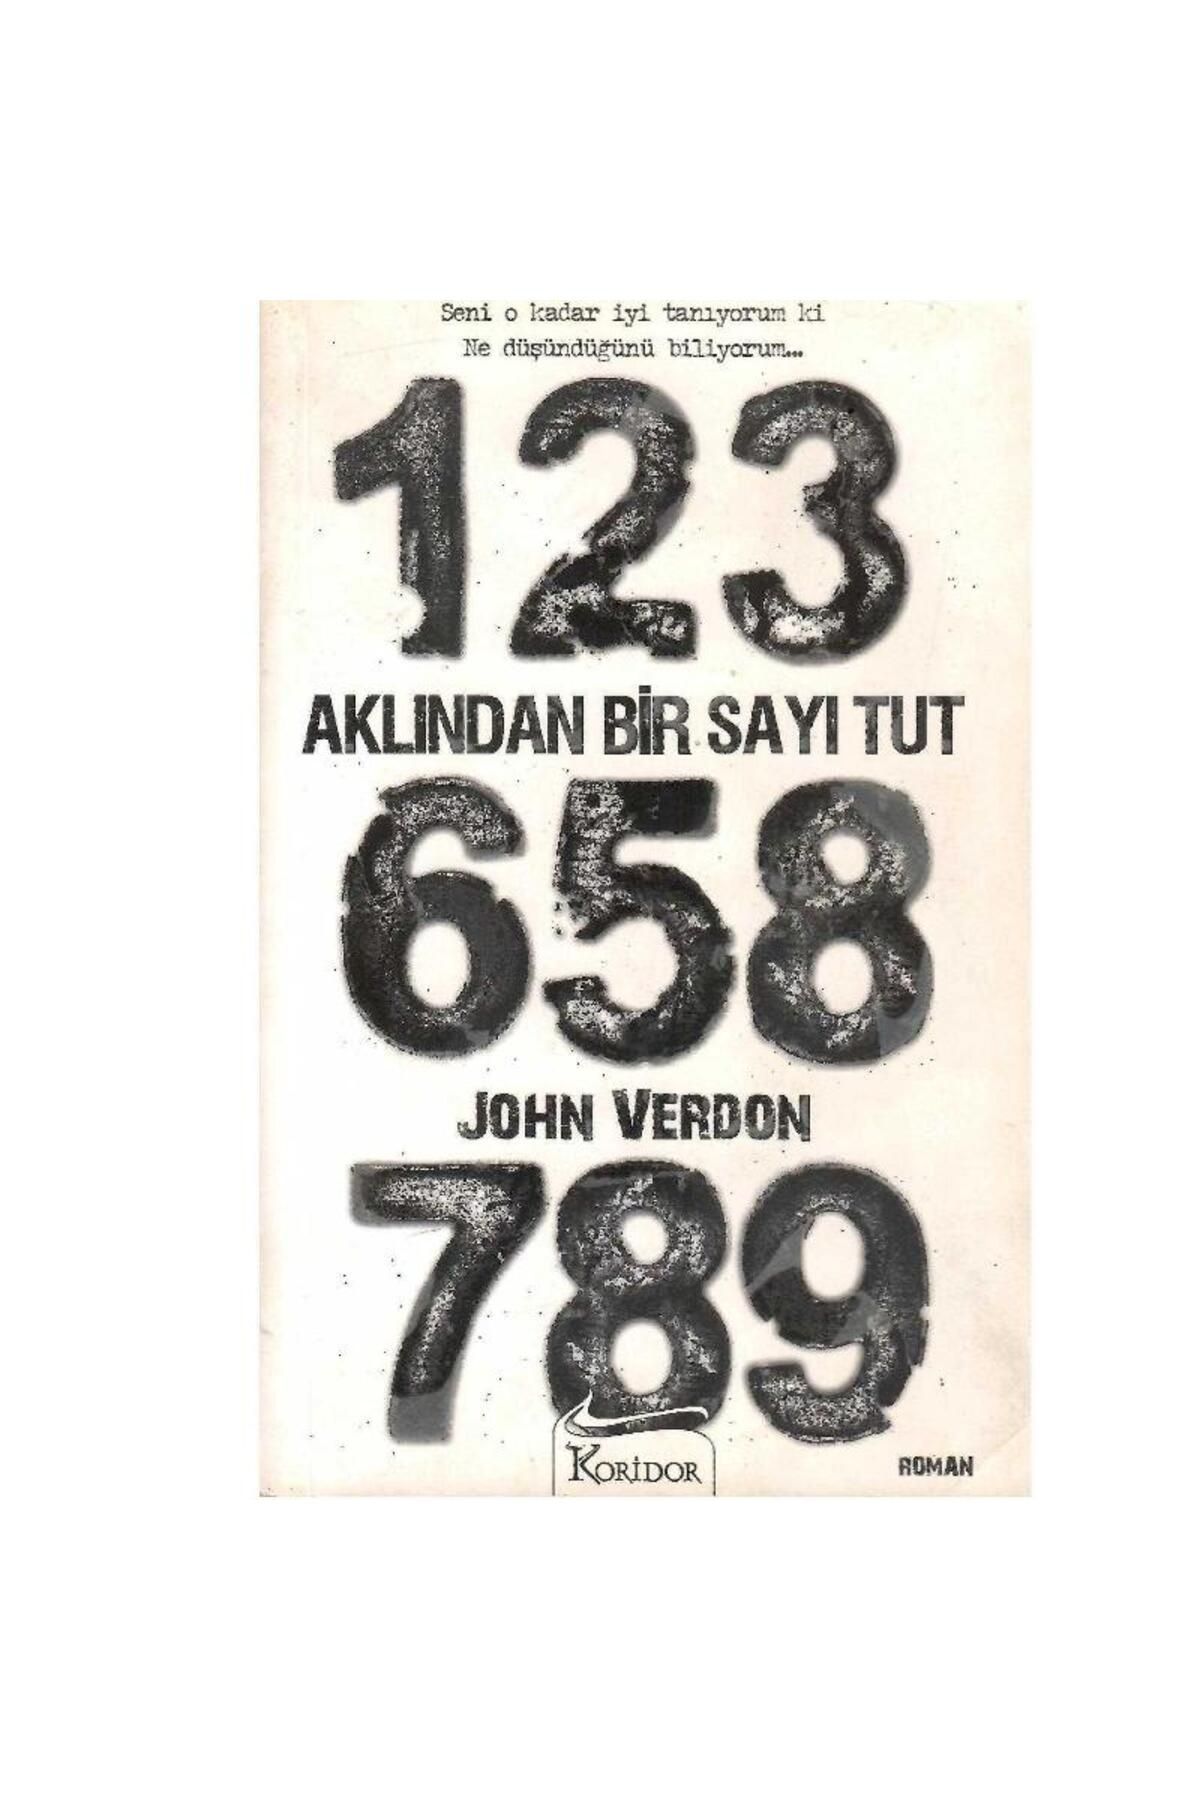 Seni o kadar iyi tanıyorum ki
Ne düşündüğünü biliyorum...
123
AKLINDAN BİR SAYI TUT
658
JOHN VERDON
789
KORİDOR
ROMAN